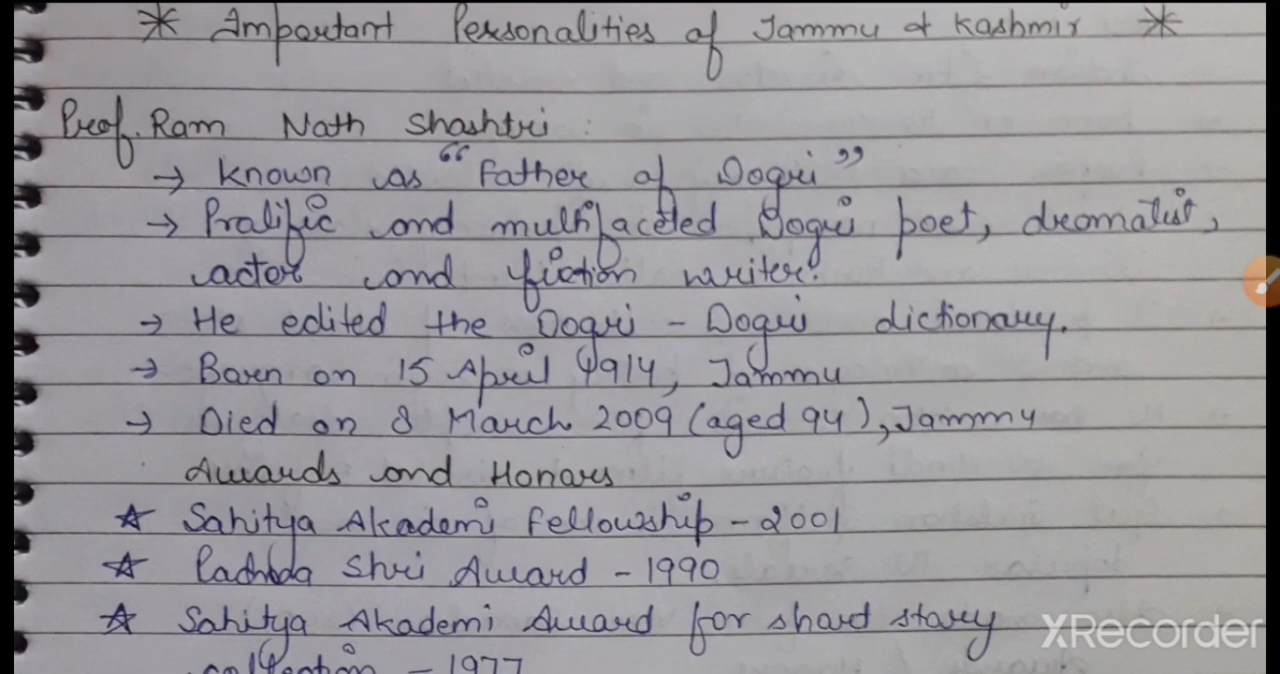 * Important Personalities of Jammu & Kashmir *
Prof. Ram Nath Shashtri :
→ Known as "Father of Dogri"
→ Prolific and multifaceted Dogri poet, dramatist,
actor and fiction writer.
→ He edited the Dogri - Dogri dictionary.
→ Born on 15 April 1914, Jammu
→ Died on 8 March 2009 (aged 94), Jammu
Awards and Honars
☆ Sahitya Akademi Fellowship - 2001
☆ Padma Shri Award - 1990
☆ Sahitya Akademi Award for short story
collection - 1977
XRecorder